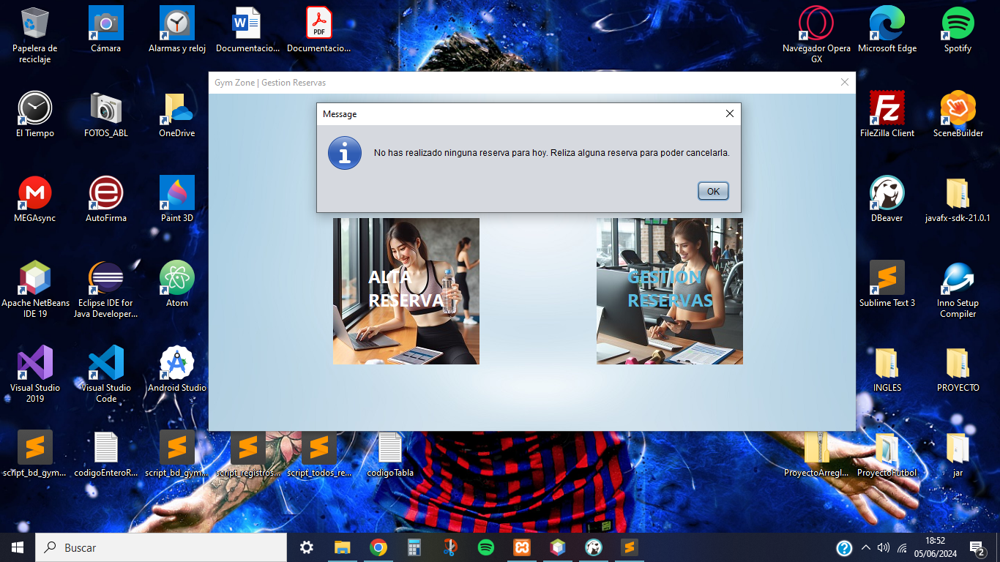 Papelera de
reciclaje
Cámara
Alarmas y reloj
Documentacio...
PDF
Documentacio...
Navegador Opera
GX
Microsoft Edge
Spotify
Gym Zone | Gestion Reservas
Message
No has realizado ninguna reserva para hoy. Reliza alguna reserva para poder cancelarla.
OK
El Tiempo
FOTOS_ABL
OneDrive
FileZilla Client
SceneBuilder
MEGAsync
AutoFirma
Paint 3D
DBeaver
javafx-sdk-21.0.1
ALTA
RESERVA
GESTION
RESERVAS
Apache NetBeans
IDE 19
Eclipse IDE for
Java Developer...
Atom
Sublime Text 3
Inno Setup
Compiler
Visual Studio
2019
Visual Studio
Code
Android Studio
INGLES
PROYECTO
script_bd_gym...
codigoEnteroR...
script_bd_gym...
script_registros...
script_todos_re...
codigoTabla
ProyectoArregl...
ProyectoFutbol
jar
Buscar
18:52
05/06/2024
2